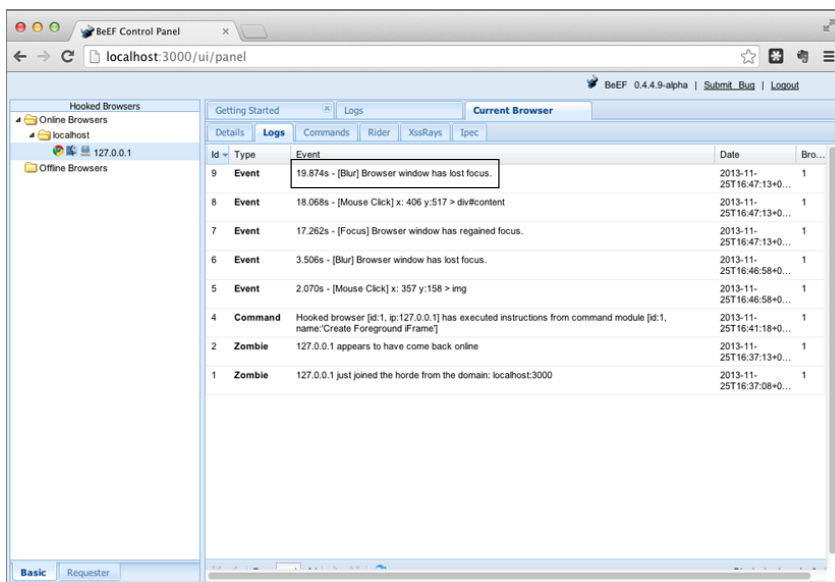 BeEF Control Panel
localhost:3000/ui/panel
BeEF 0.4.4.9-alpha | Submit Bug | Logout
Hooked Browsers
Online Browsers
localhost
127.0.0.1
Offline Browsers
Getting Started
Logs
Current Browser
Details
Logs
Commands
Rider
XssRays
Ipec
Id Type Event Date Bro...
9 Event 19.874s - [Blur] Browser window has lost focus. 2013-11-
25T16:47:13+0... 1
8 Event 18.068s - [Mouse Click] x: 406 y:517 > div#content 2013-11-
25T16:47:13+0... 1
7 Event 17.262s - [Focus] Browser window has regained focus. 2013-11-
25T16:47:13+0... 1
6 Event 3.506s - [Blur] Browser window has lost focus. 2013-11-
25T16:46:58+0... 1
5 Event 2.070s - [Mouse Click] x: 357 y:158 > img 2013-11-
25T16:46:58+0... 1
4 Command Hooked browser [id:1, ip:127.0.0.1] has executed instructions from command module [id:1,
name:'Create Foreground iFrame'] 2013-11-
25T16:41:18+0... 1
2 Zombie 127.0.0.1 appears to have come back online 2013-11-
25T16:37:13+0... 1
1 Zombie 127.0.0.1 just joined the horde from the domain: localhost:3000 2013-11-
25T16:37:08+0... 1
Basic
Requester